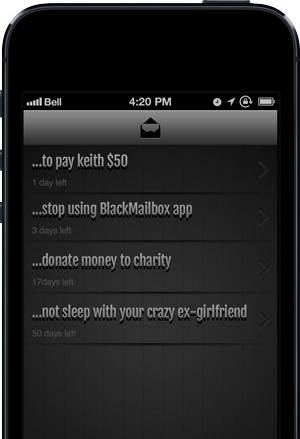 Bell 4:20 PM
...to pay keith $50
1 day left
...stop using BlackMailbox app
3 days left
...donate money to charity
17days left
...not sleep with your crazy ex-girlfriend
50 days left